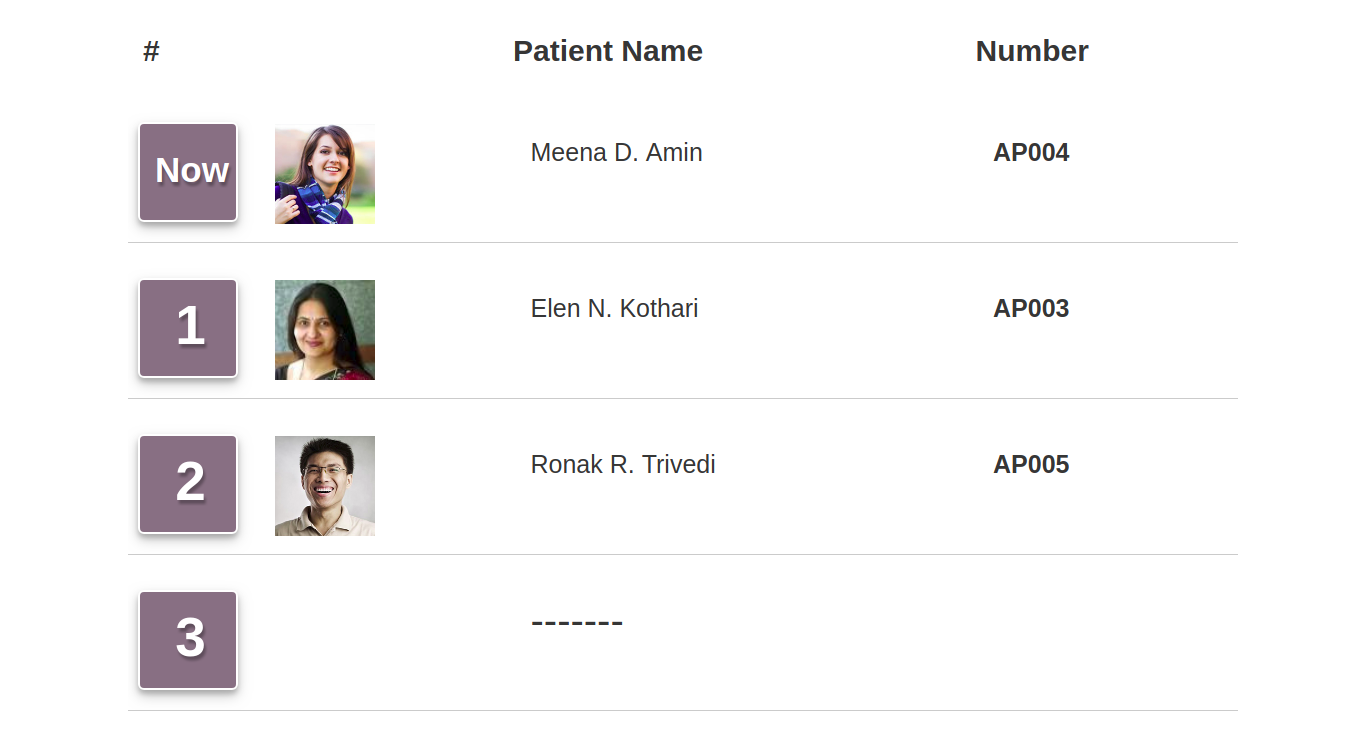 # Patient Name Number
Now Meena D. Amin AP004
1 Elen N. Kothari AP003
2 Ronak R. Trivedi AP005
3 -------